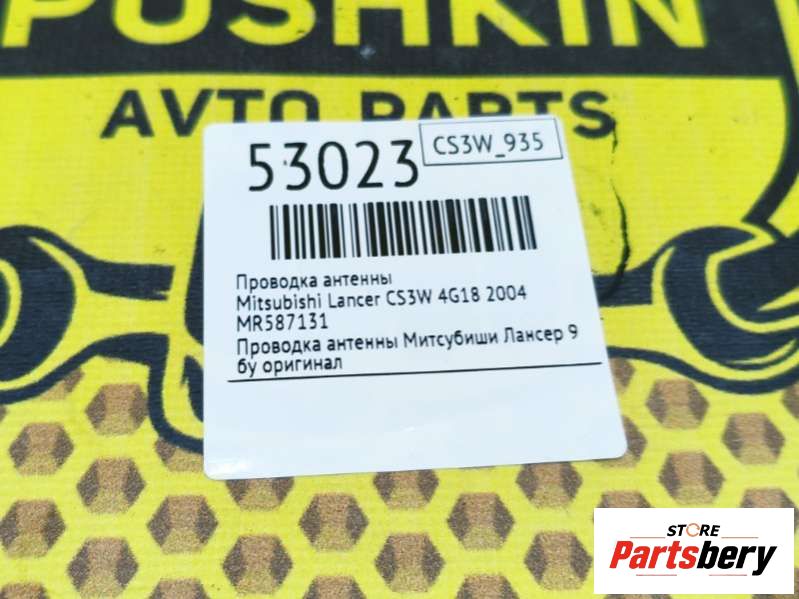 PUSHKIN
AVTO PARTS
53023
CS3W_935
Проводка антенны
Mitsubishi Lancer CS3W 4G18 2004
MR587131
Проводка антенны Митсубиши Лансер 9
бу оригинал
STORE
Partsbery